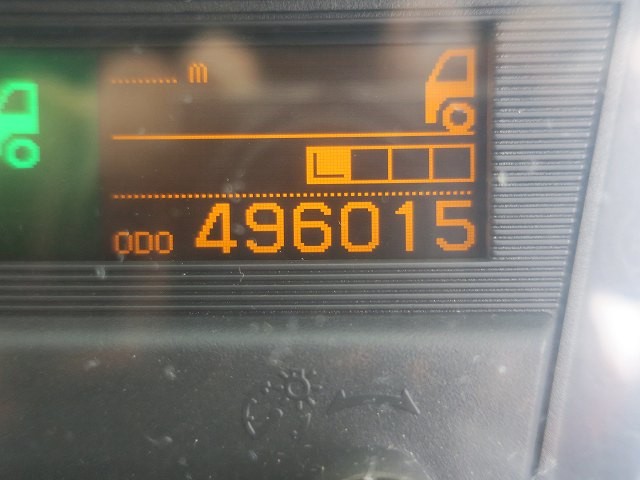 ........ m
L
ODO 496015